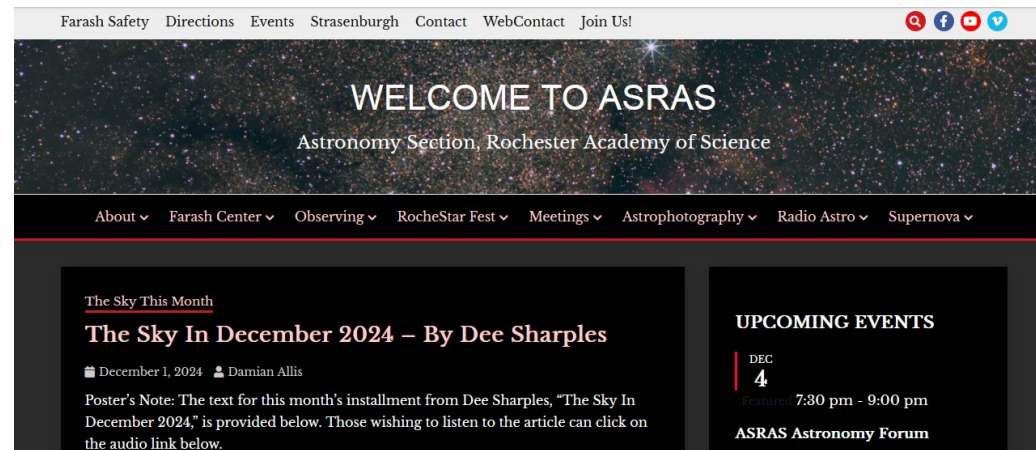 Farash Safety Directions Events Strasenburgh Contact WebContact Join Us!
WELCOME TO ASRAS
Astronomy Section, Rochester Academy of Science
About Farash Center Observing RocheStar Fest Meetings Astrophotography Radio Astro Supernova
The Sky This Month
The Sky In December 2024 – By Dee Sharples
December 1, 2024 Damian Allis
Poster’s Note: The text for this month’s installment from Dee Sharples, “The Sky In
December 2024,” is provided below. Those wishing to listen to the article can click on
the audio link below.
UPCOMING EVENTS
DEC
4
Featured 7:30 pm - 9:00 pm
ASRAS Astronomy Forum